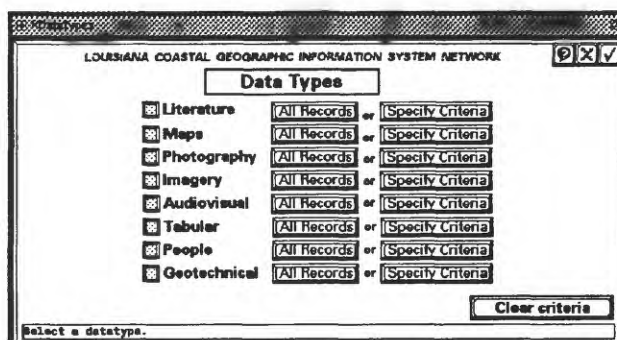 DataTypes
LOUISIANA COASTAL GEOGRAPHIC INFORMATION SYSTEM NETWORK
Data Types
Literature All Records or Specify Criteria
Maps All Records or Specify Criteria
Photography All Records or Specify Criteria
Imagery All Records or Specify Criteria
Audiovisual All Records or Specify Criteria
Tabular All Records or Specify Criteria
People All Records or Specify Criteria
Geotechnical All Records or Specify Criteria
Clear criteria
Select a datatype.